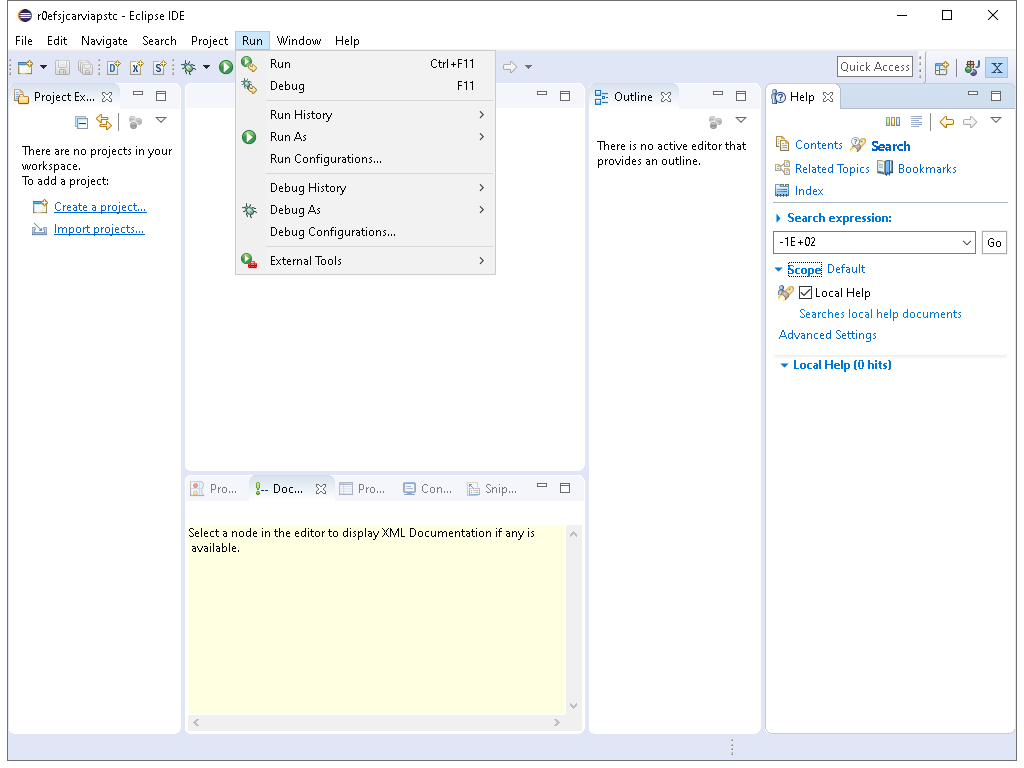 r0efsjcarviapstc - Eclipse IDE
File Edit Navigate Search Project Run Window Help
Quick Access
Run Ctrl+F11
Debug F11
Run History
Run As
Run Configurations...
Debug History
Debug As
Debug Configurations...
External Tools
Project Ex...
There are no projects in your
workspace.
To add a project:
Create a project...
Import projects...
Outline
There is no active editor that
provides an outline.
Help
Contents Search
Related Topics Bookmarks
Index
Search expression:
-1E+02 Go
Scope Default
Local Help
Searches local help documents
Advanced Settings
Local Help (0 hits)
Pro... Doc... Pro... Con... Snip...
Select a node in the editor to display XML Documentation if any is
available.